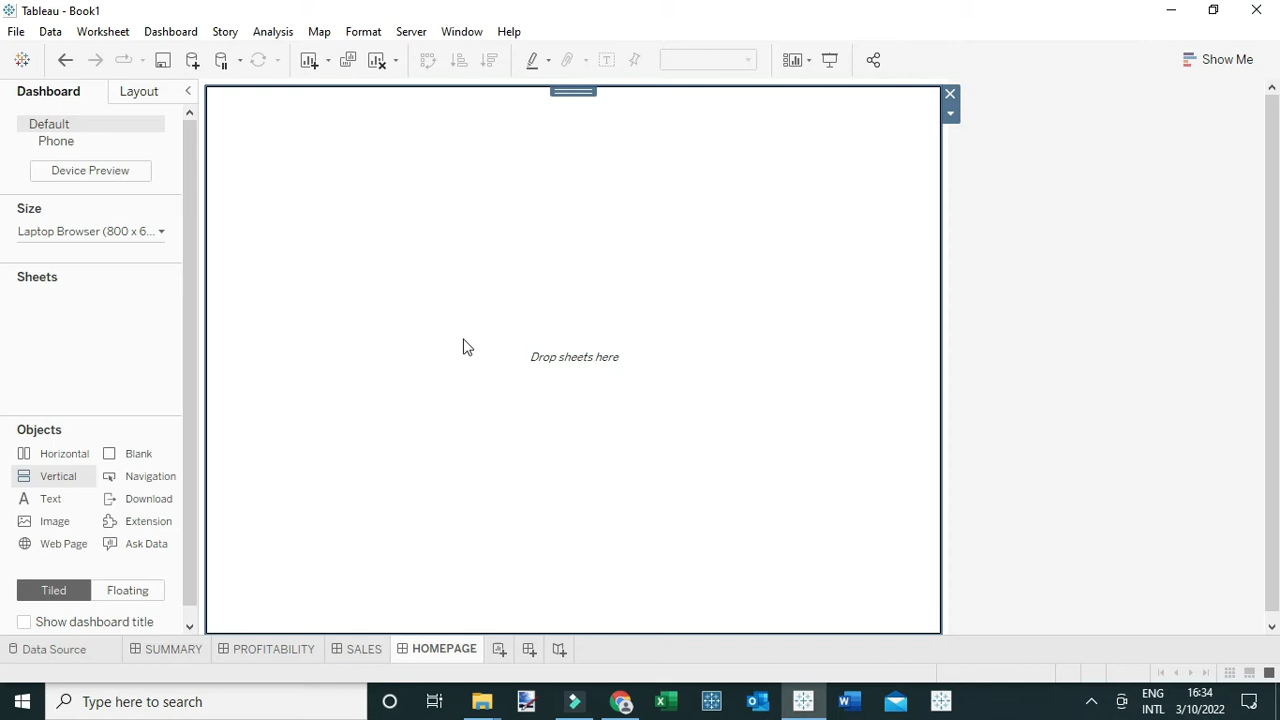 Tableau - Book1
File Data Worksheet Dashboard Story Analysis Map Format Server Window Help
Show Me
Dashboard Layout
Default
Phone
Device Preview
Size
Laptop Browser (800 x 6...
Sheets
Drop sheets here
Objects
Horizontal Blank
Vertical Navigation
A Text Download
Image Extension
Web Page Ask Data
Tiled Floating
Show dashboard title
Data Source SUMMARY PROFITABILITY SALES HOMEPAGE
Type here to search
ENG 16:34
INTL 3/10/2022